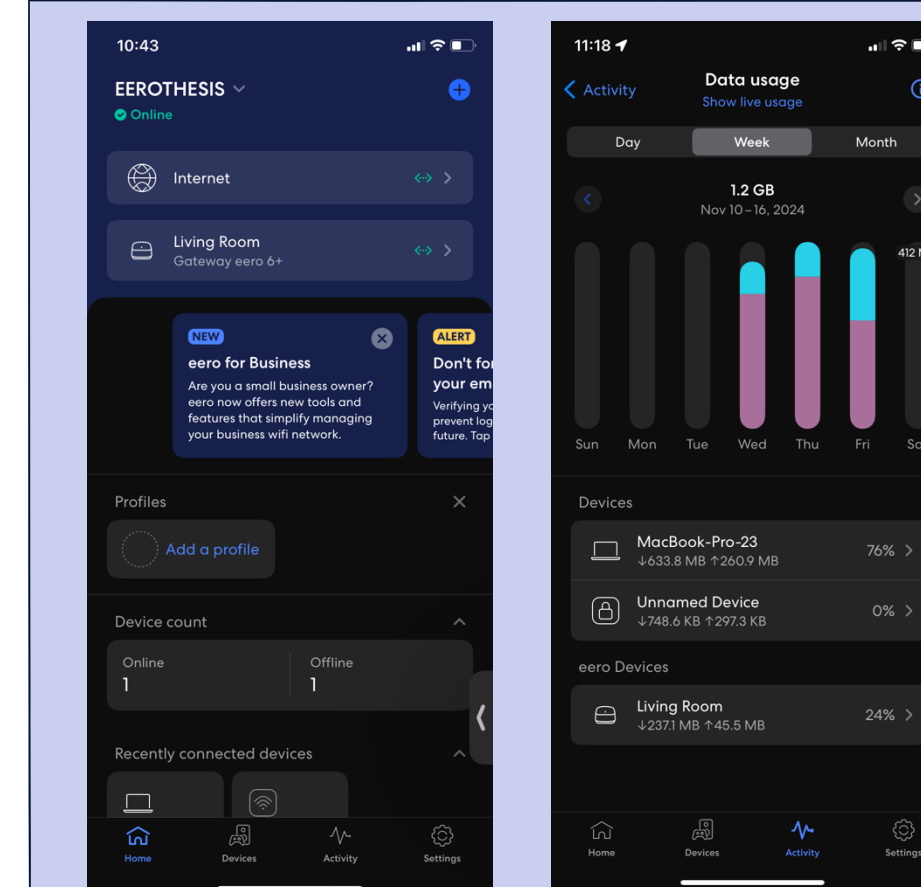 10:43
EEROTHESIS
Online
Internet
Living Room
Gateway eero 6+
NEW
eero for Business
Are you a small business owner?
eero now offers new tools and
features that simplify managing
your business wifi network.
ALERT
Don't fo
your em
Verifying yo
prevent log
future. Tap
Profiles
Add a profile
Device count
Online
1
Offline
1
Recently connected devices
Home
Devices
Activity
Settings
11:18
Activity
Data usage
Show live usage
Day
Week
Month
1.2 GB
Nov 10–16, 2024
412 M
Sun
Mon
Tue
Wed
Thu
Fri
Sa
Devices
MacBook-Pro-23
↓633.8 MB ↑260.9 MB
76%
Unnamed Device
↓748.6 KB ↑297.3 KB
0%
eero Devices
Living Room
↓237.1 MB ↑45.5 MB
24%
Home
Devices
Activity
Settings